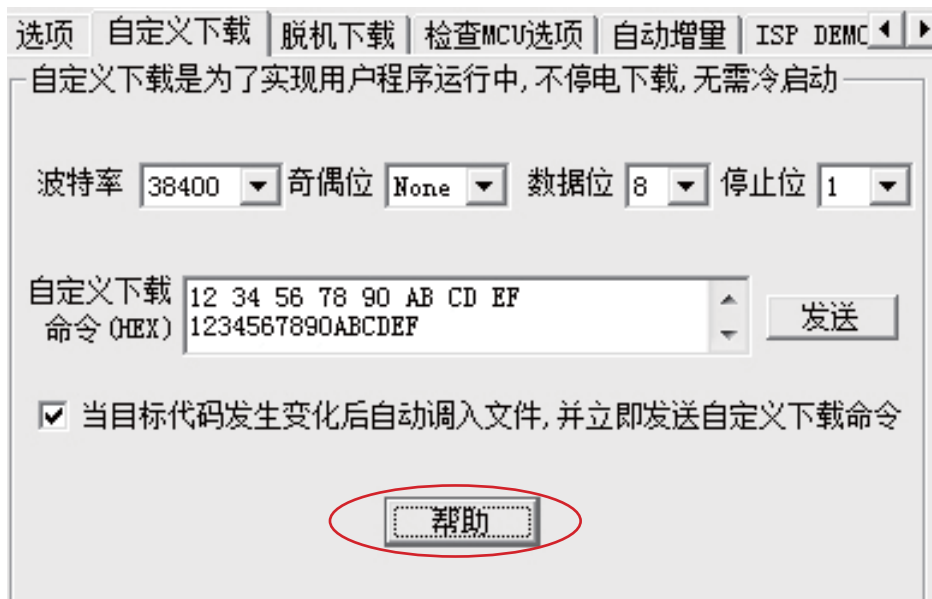 选项 自定义下载 脱机下载 检查MCU选项 自动增量 ISP DEMO
自定义下载是为了实现用户程序运行中,不停电下载,无需冷启动
波特率 38400 奇偶位 None 数据位 8 停止位 1
自定义下载 12 34 56 78 90 AB CD EF
命令(HEX) 1234567890ABCDEF 发送
当目标代码发生变化后自动调入文件,并立即发送自定义下载命令
帮助